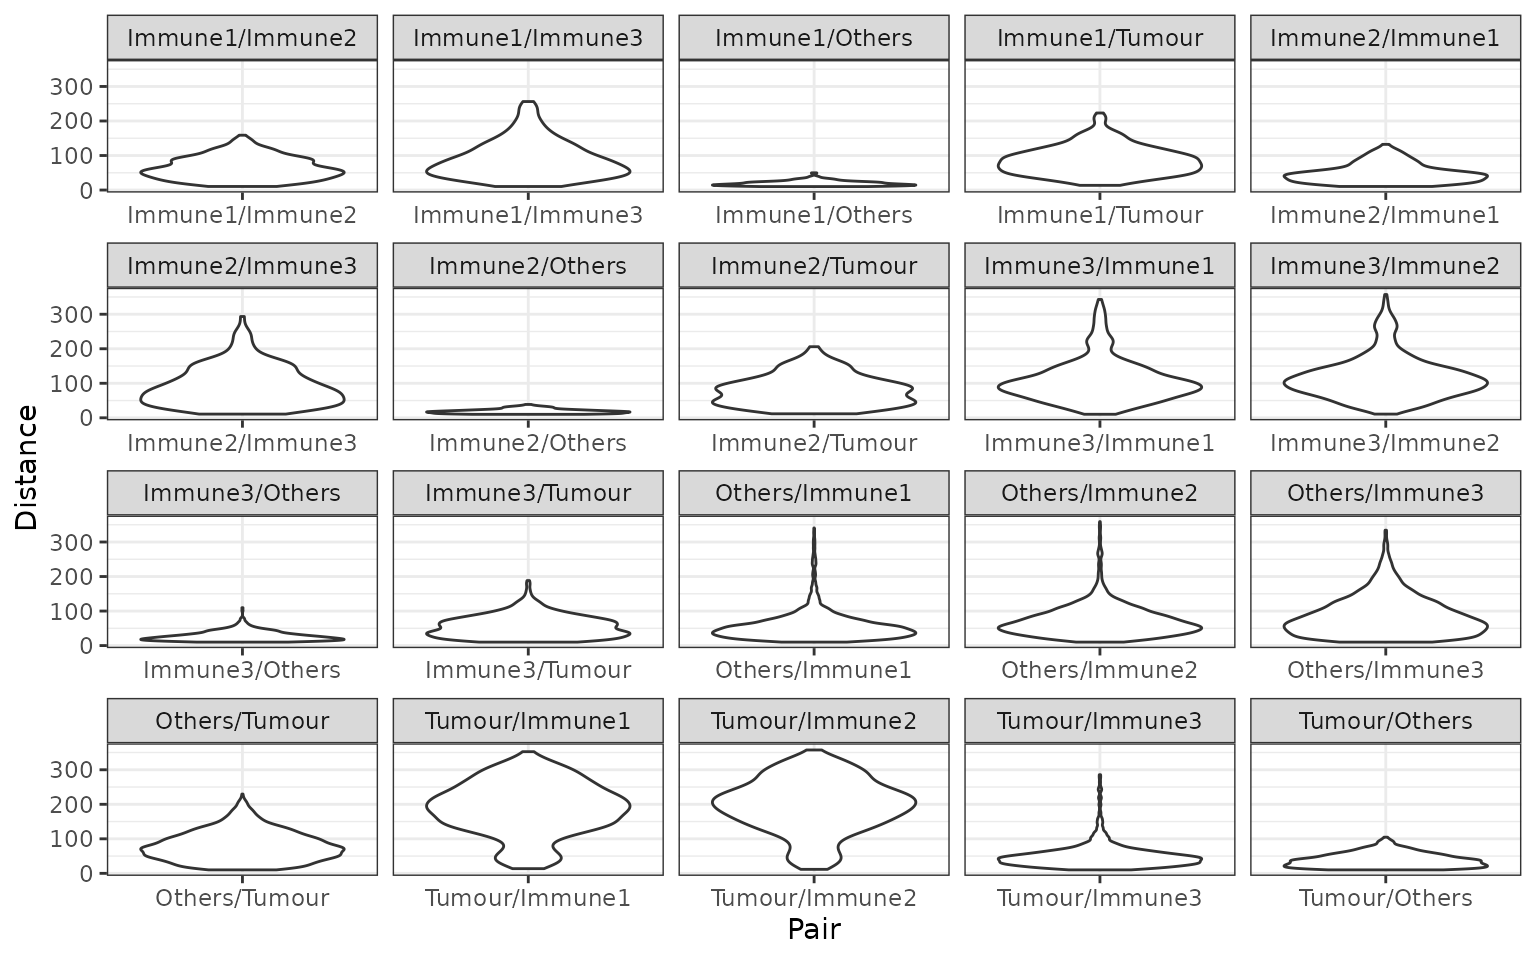 Immune1/Immune2 Immune1/Immune3 Immune1/Others Immune1/Tumour Immune2/Immune1
300
200
100
0
Immune1/Immune2 Immune1/Immune3 Immune1/Others Immune1/Tumour Immune2/Immune1
Immune2/Immune3 Immune2/Others Immune2/Tumour Immune3/Immune1 Immune3/Immune2
300
200
100
0
Immune2/Immune3 Immune2/Others Immune2/Tumour Immune3/Immune1 Immune3/Immune2
Distance
Immune3/Others Immune3/Tumour Others/Immune1 Others/Immune2 Others/Immune3
300
200
100
0
Immune3/Others Immune3/Tumour Others/Immune1 Others/Immune2 Others/Immune3
Others/Tumour Tumour/Immune1 Tumour/Immune2 Tumour/Immune3 Tumour/Others
300
200
100
0
Others/Tumour Tumour/Immune1 Tumour/Immune2 Tumour/Immune3 Tumour/Others
Pair